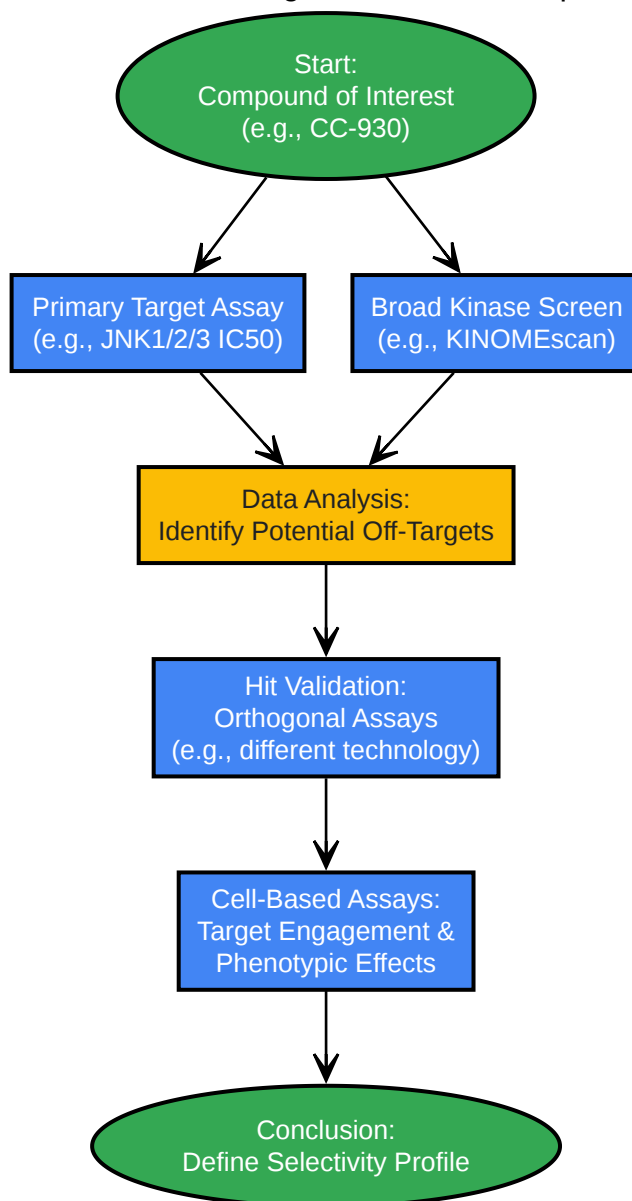 Start:
Compound of Interest
(e.g., CC-930)
Primary Target Assay
(e.g., JNK1/2/3 IC50)
Broad Kinase Screen
(e.g., KINOMEscan)
Data Analysis:
Identify Potential Off-Targets
Hit Validation:
Orthogonal Assays
(e.g., different technology)
Cell-Based Assays:
Target Engagement &
Phenotypic Effects
Conclusion:
Define Selectivity Profile